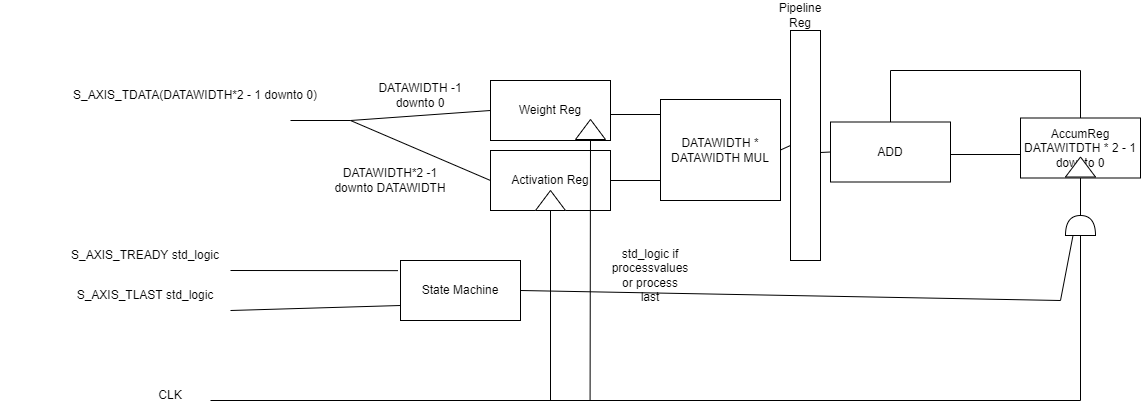 Pipeline
Reg
S_AXIS_TDATA(DATAWIDTH*2 - 1 downto 0)
DATAWIDTH -1
downto 0
Weight Reg
DATAWIDTH *
DATAWIDTH MUL
ADD
AccumReg
DATAWITDTH * 2 - 1
downto 0
DATAWIDTH*2 -1
downto DATAWIDTH
Activation Reg
S_AXIS_TREADY std_logic
S_AXIS_TLAST std_logic
State Machine
std_logic if
processvalues
or process
last
CLK